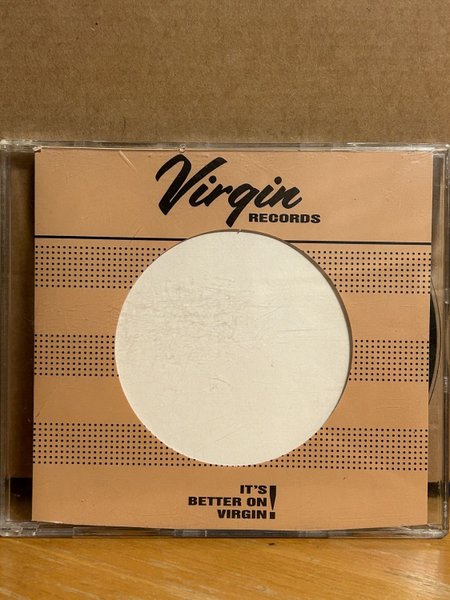 Virgin
RECORDS
IT'S
BETTER ON
VIRGIN!